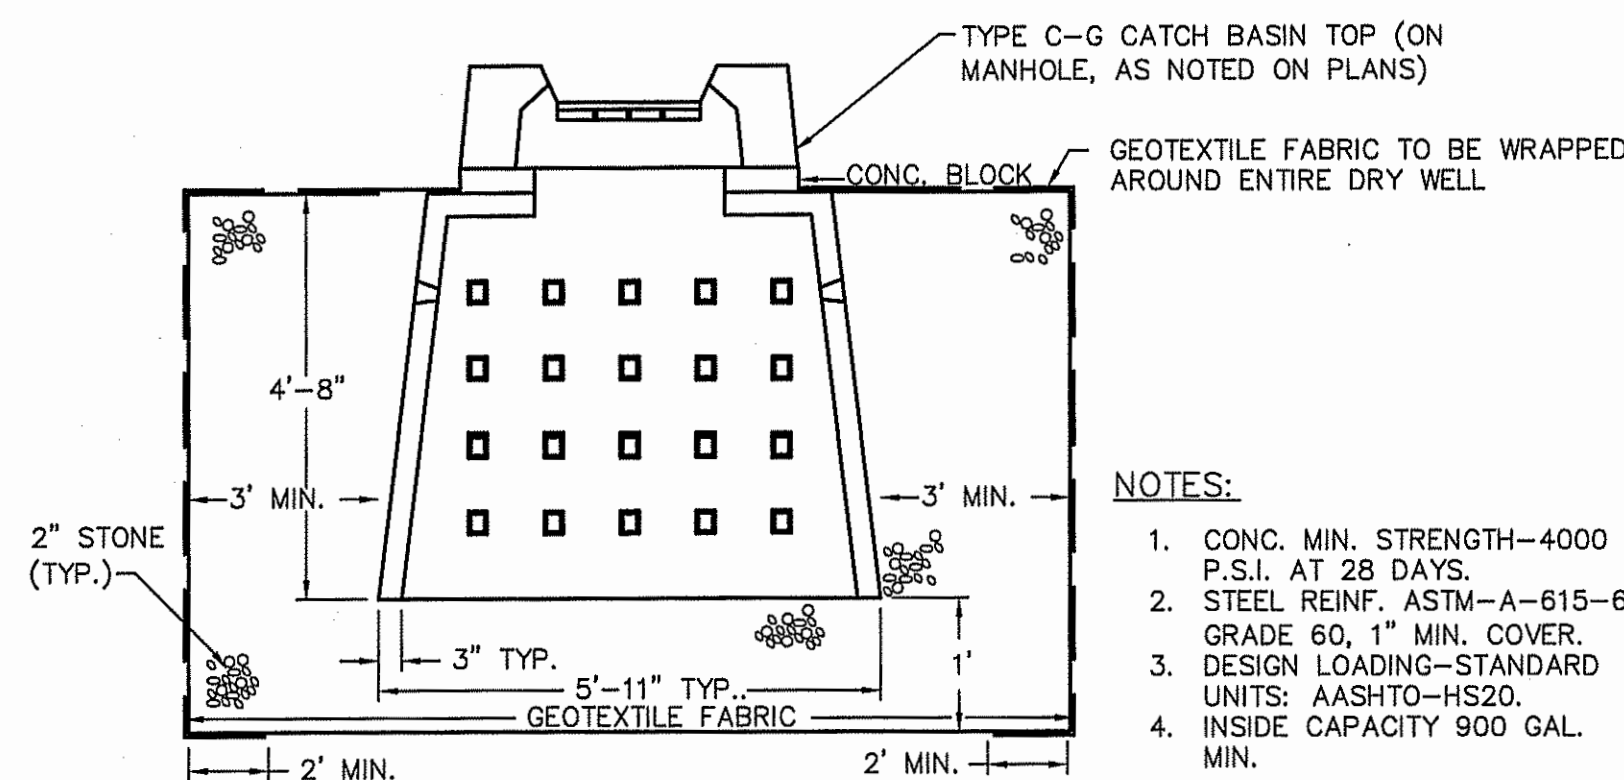 TYPE C-G CATCH BASIN TOP (ON
MANHOLE, AS NOTED ON PLANS)
GEOTEXTILE FABRIC TO BE WRAPPED
AROUND ENTIRE DRY WELL
CONC. BLOCK
4'-8"
3' MIN.
3' MIN.
2" STONE
(TYP.)
3" TYP.
1'
5'-11" TYP..
GEOTEXTILE FABRIC
2' MIN.
2' MIN.
NOTES:
1. CONC. MIN. STRENGTH-4000
P.S.I. AT 28 DAYS.
2. STEEL REINF. ASTM-A-615-6
GRADE 60, 1" MIN. COVER.
3. DESIGN LOADING-STANDARD
UNITS: AASHTO-HS20.
4. INSIDE CAPACITY 900 GAL.
MIN.